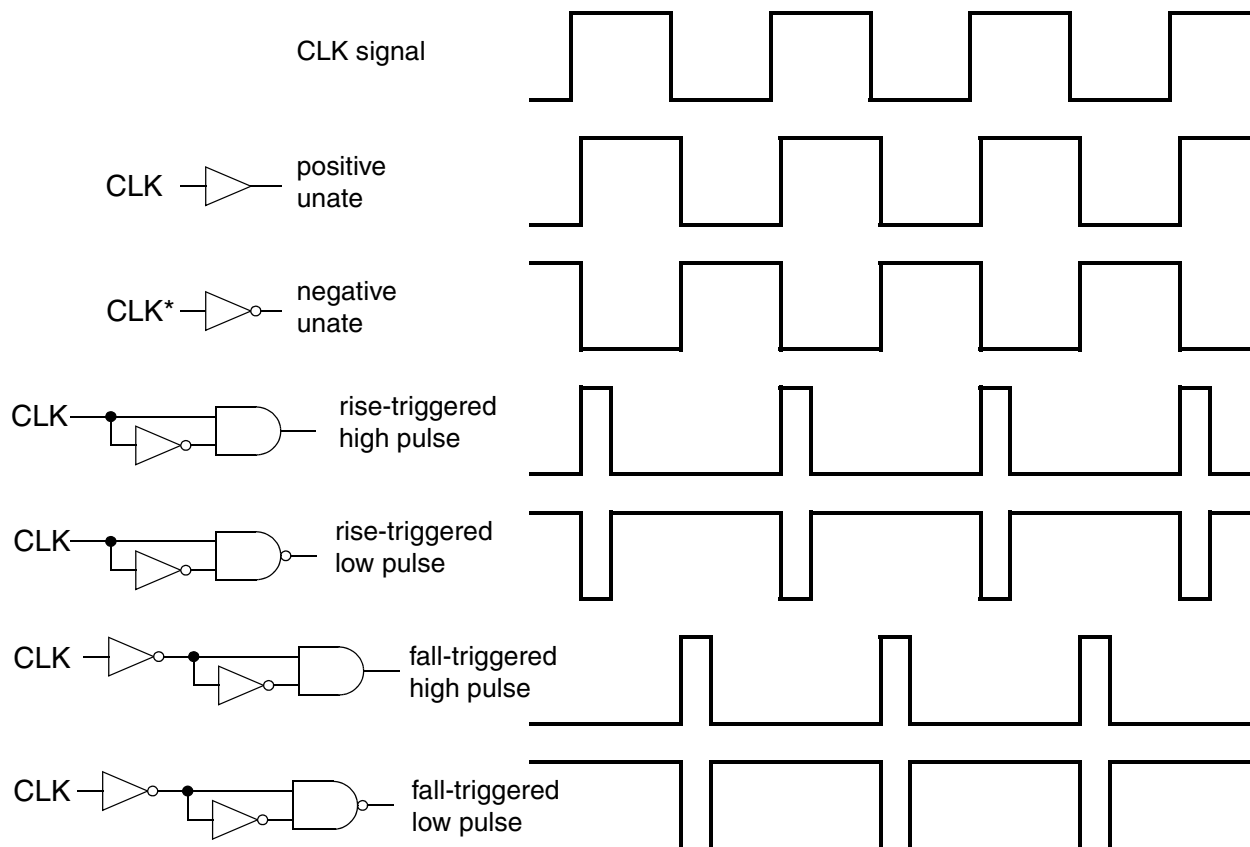 CLK signal
CLK
positive
unate
CLK*
negative
unate
CLK
rise-triggered
high pulse
CLK
rise-triggered
low pulse
CLK
fall-triggered
high pulse
CLK
fall-triggered
low pulse